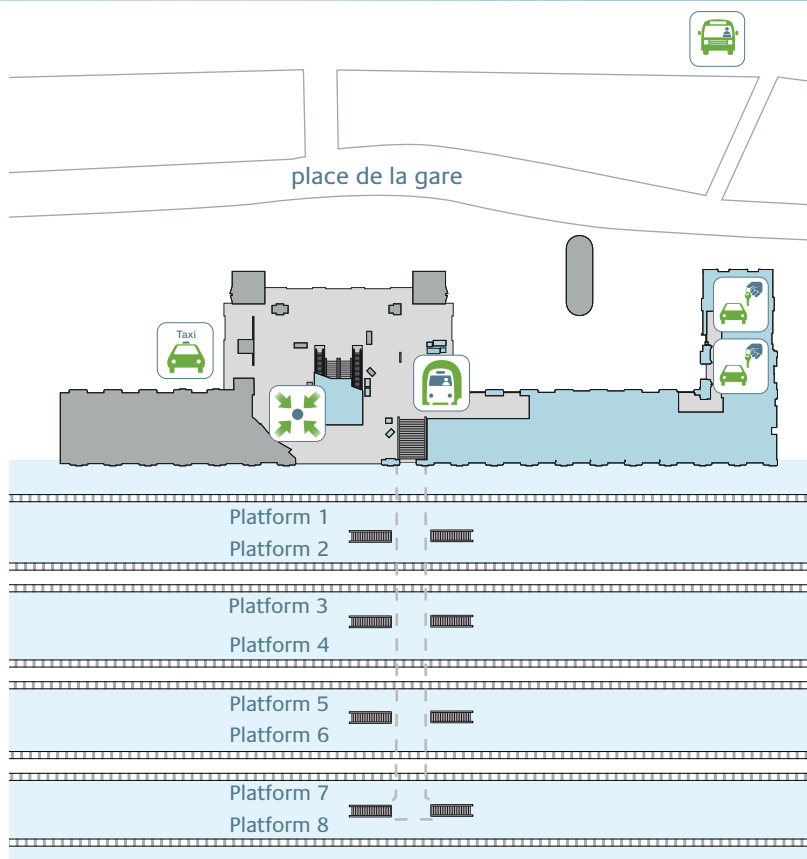 place de la gare
Taxi
Platform 1
Platform 2
Platform 3
Platform 4
Platform 5
Platform 6
Platform 7
Platform 8